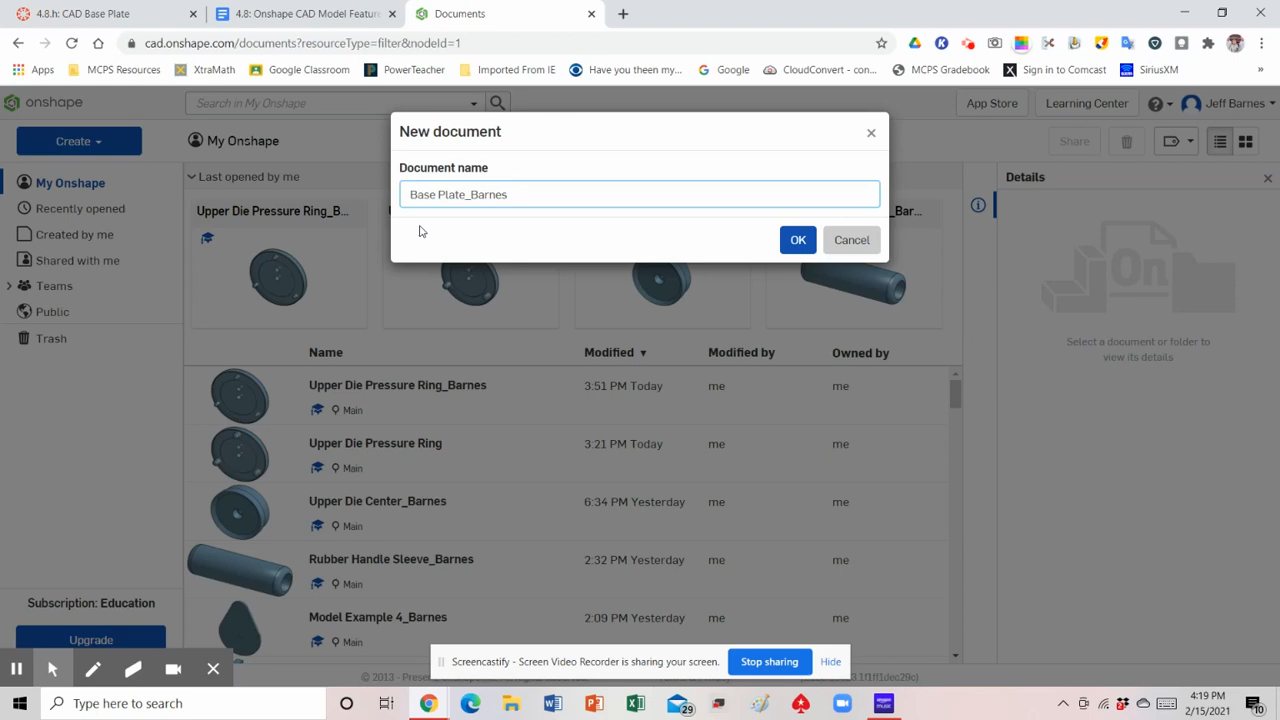 4.8.h: CAD Base Plate
4.8: Onshape CAD Model Feature
Documents
cad.onshape.com/documents?resourceType=filter&nodeId=1
Apps
MCPS Resources
XtraMath
Google Classroom
PowerTeacher
Imported From IE
Have you theen my...
Google
CloudConvert - con...
MCPS Gradebook
Sign in to Comcast
SiriusXM
»
onshape
Search in My Onshape
App Store
Learning Center
Jeff Barnes
Create
My Onshape
Share
New document
Document name
Base Plate_Barnes
OK
Cancel
My Onshape
Recently opened
Created by me
Shared with me
Teams
Public
Trash
Last opened by me
Upper Die Pressure Ring_B...
Bar...
Details
Select a document or folder to
view its details
Name
Modified
Modified by
Owned by
Upper Die Pressure Ring_Barnes
Main
3:51 PM Today
me
me
Upper Die Pressure Ring
Main
3:21 PM Today
me
me
Upper Die Center_Barnes
Main
6:34 PM Yesterday
me
me
Rubber Handle Sleeve_Barnes
Main
2:32 PM Yesterday
me
me
Model Example 4_Barnes
Main
2:09 PM Yesterday
me
me
Subscription: Education
Upgrade
Screencastify - Screen Video Recorder is sharing your screen.
Stop sharing
Hide
© 2013 - Prese
Type here to search
29
4:19 PM
2/15/2021
10